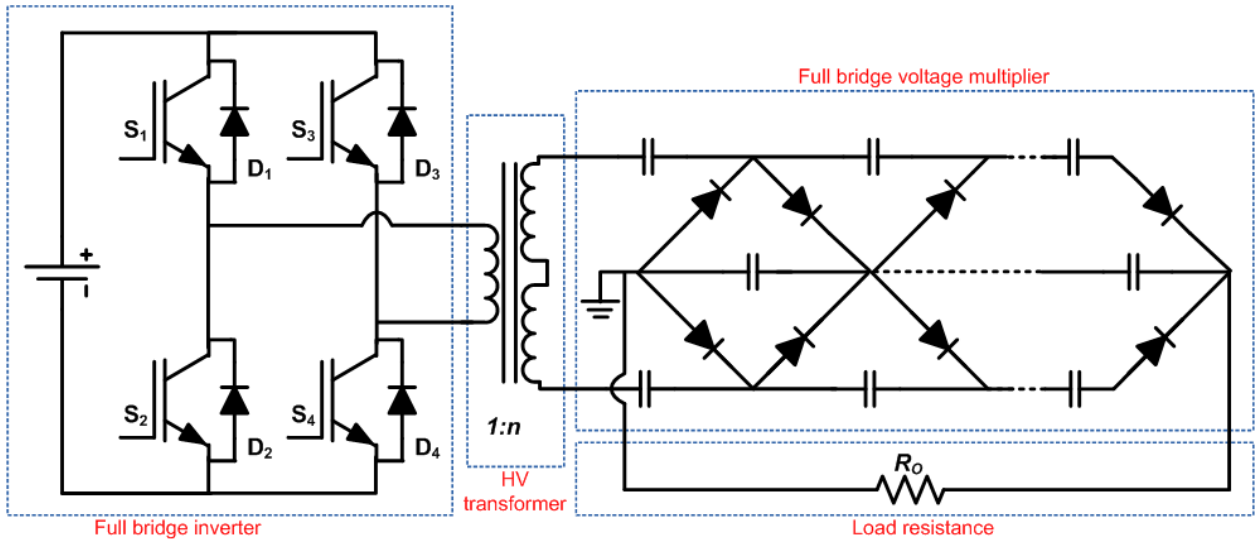 Full bridge voltage multiplier
S1
D1
S3
D3
+
S2
D2
S4
D4
1:n
HV
transformer
RO
Full bridge inverter
Load resistance